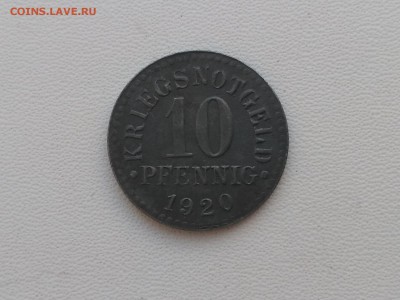 COINS.LAVE.RU
KRIEGSNOTGELD
10
• PFENNIG •
1920